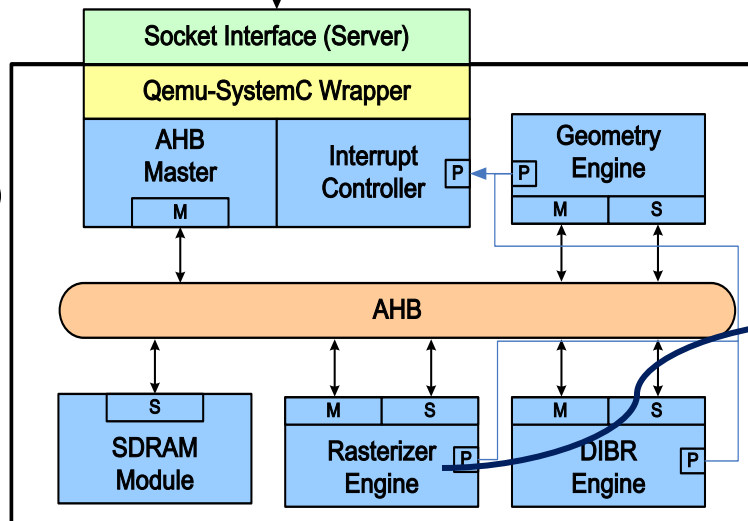 Socket Interface (Server)
Qemu-SystemC Wrapper
AHB
Master
M
Interrupt
Controller
P
Geometry
Engine
P
M
S
AHB
S
SDRAM
Module
M
S
Rasterizer
Engine
P
M
S
DIBR
Engine
P